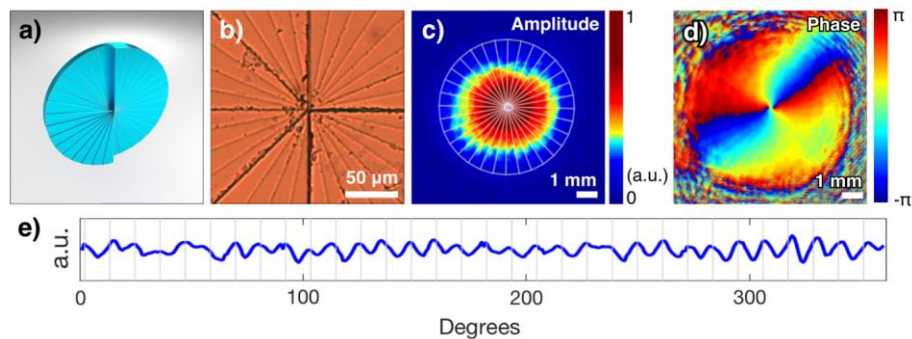 a)
b)
50 µm
c)
Amplitude
1 mm
1
(a.u.)
0
d)
Phase
1 mm
π
-π
e)
a.u.
0
100
200
300
Degrees